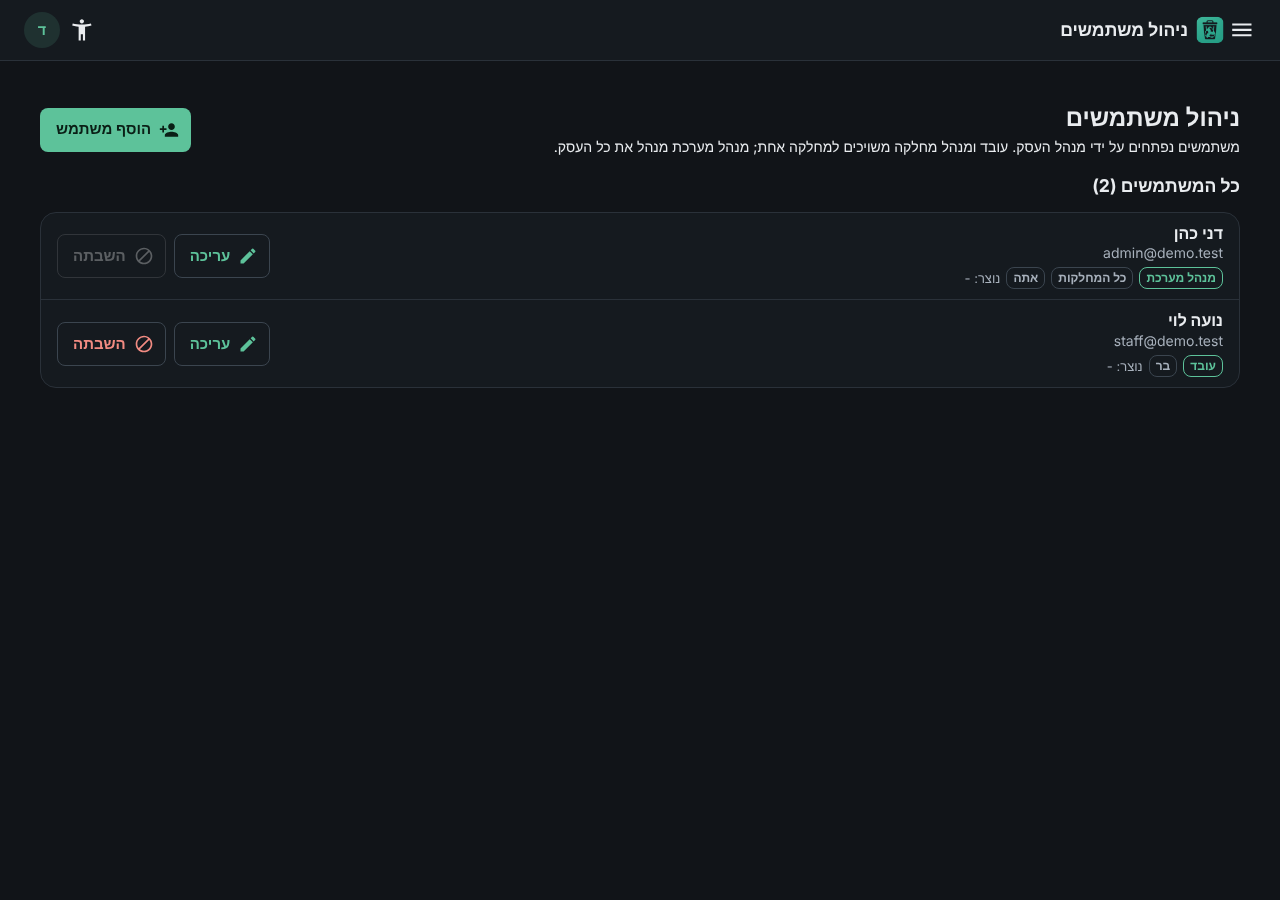 ניהול משתמשים
ד
ניהול משתמשים
הוסף משתמש
משתמשים נפתחים על ידי מנהל העסק. עובד ומנהל מחלקה משויכים למחלקה אחת; מנהל מערכת מנהל את כל העסק.
כל המשתמשים (2)
דני כהן
admin@demo.test
מנהל מערכת כל המחלקות אתה נוצר: -
עריכה השבתה
נועה לוי
staff@demo.test
עובד בר נוצר: -
עריכה השבתה